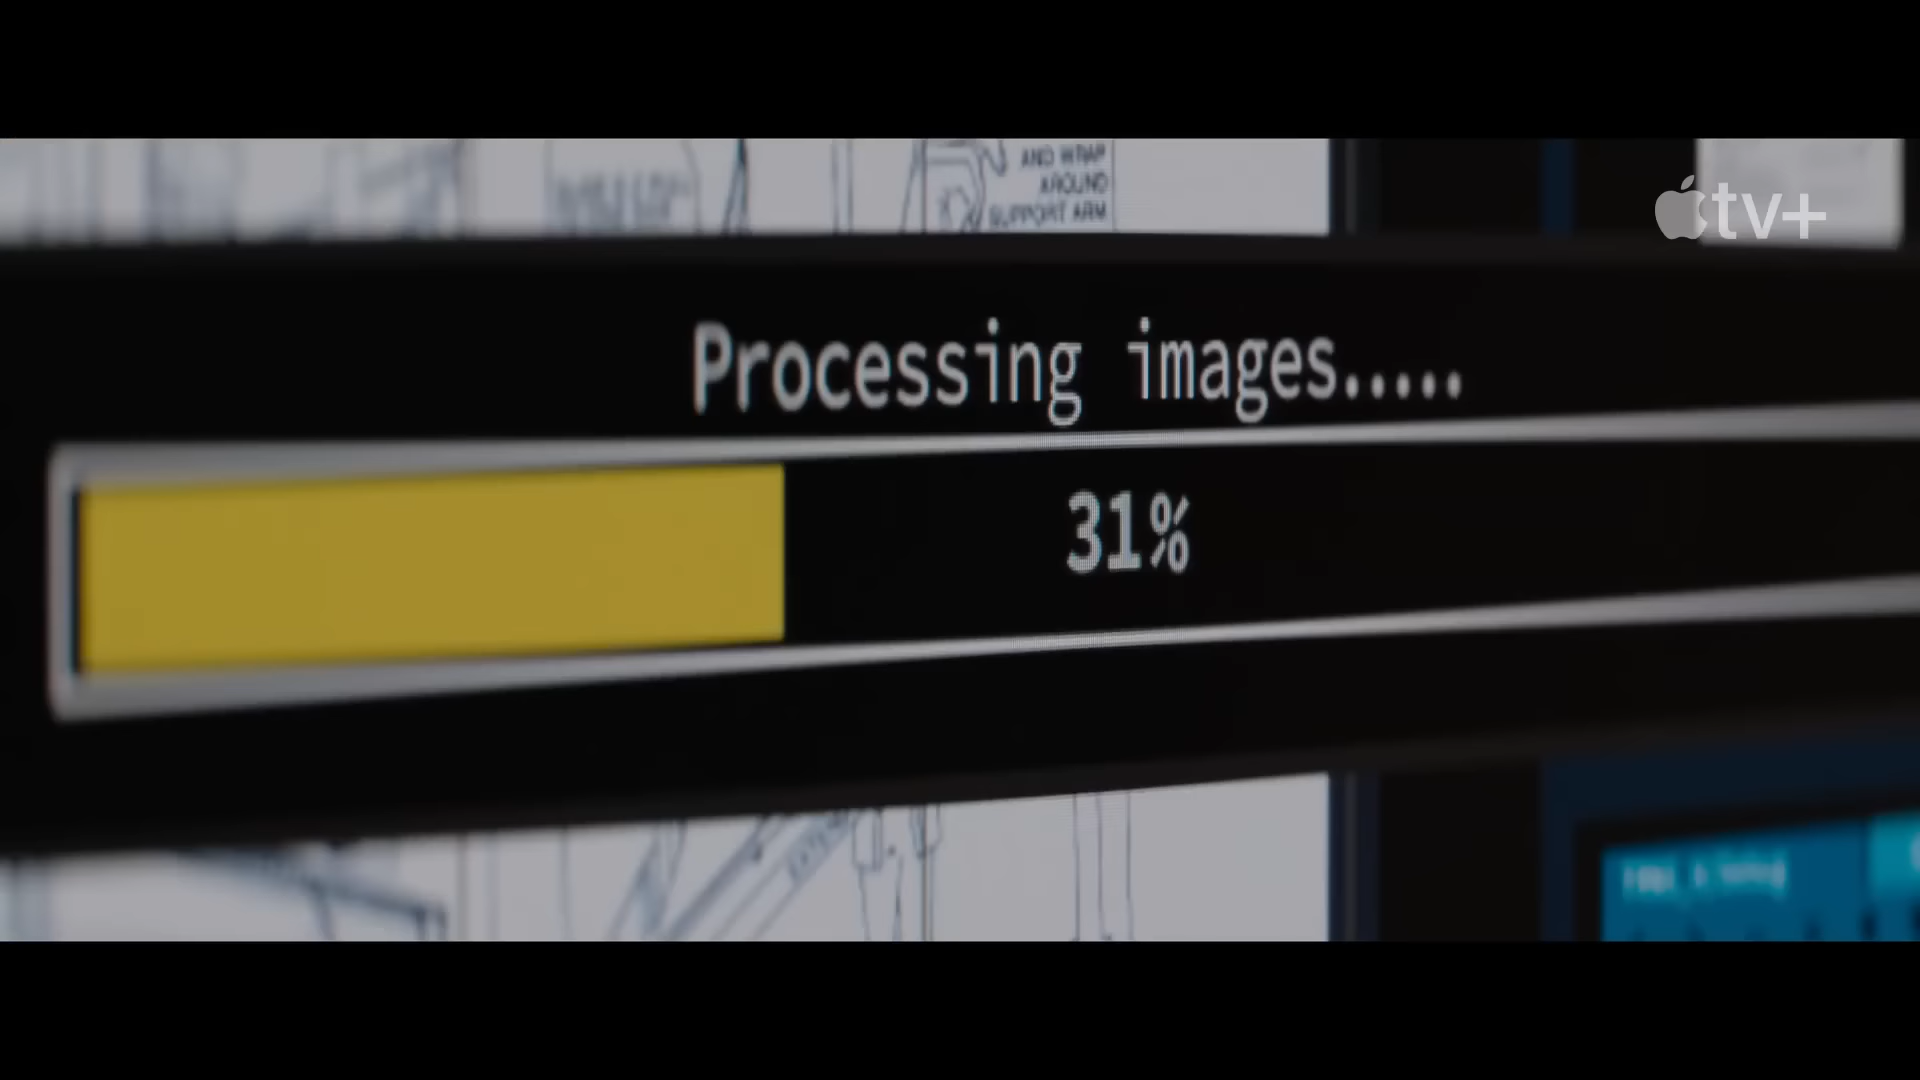 AND WRAP
AROUND
SUPPORT ARM
tv+
Processing images.....
31%